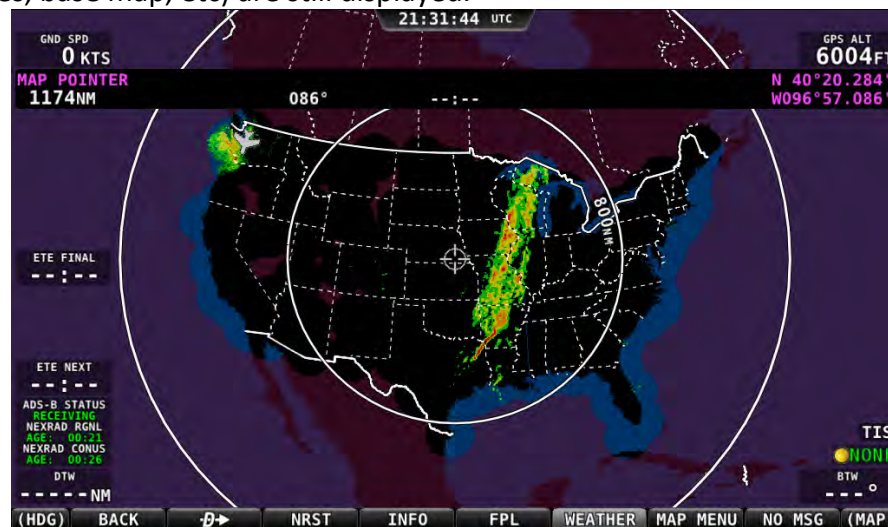 es, base map, etc, are still displayed.
21:31:44 UTC
GND SPD
0 KTS
GPS ALT
6004FT
MAP POINTER
1174NM 086° --:--
N 40°20.284'
W096°57.086'
800NM
ETE FINAL
--:--
ETE NEXT
--:--
ADS-B STATUS
RECEIVING
NEXRAD RGNL
AGE: 00:21
NEXRAD CONUS
AGE: 00:26
DTW
-----NM
TIS
NONE
BTW
---°
(HDG) BACK D NRST INFO FPL WEATHER MAP MENU NO MSG (MAP